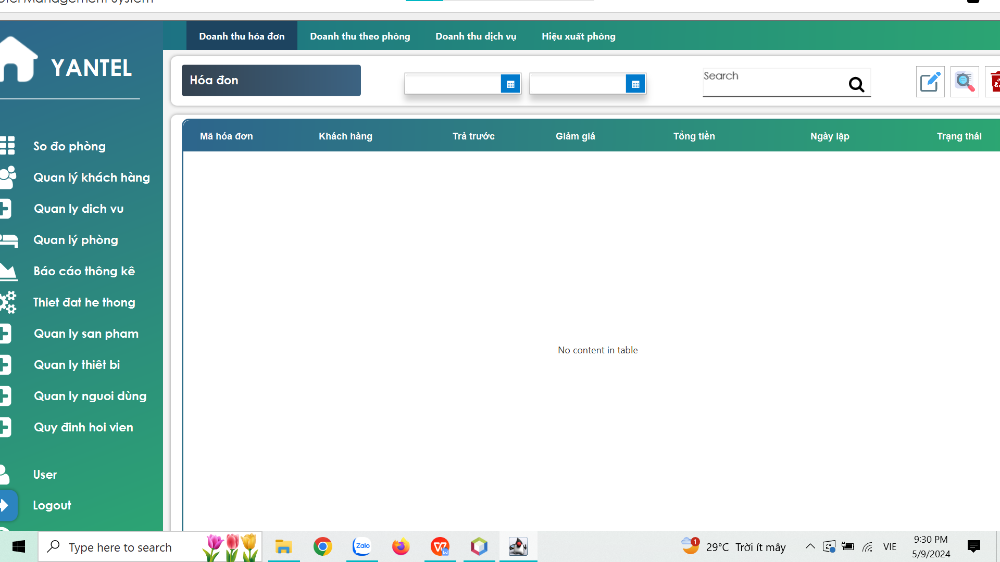 Management System
YANTEL
Doanh thu hóa đơn
Doanh thu theo phòng
Doanh thu dịch vụ
Hiệu xuất phòng
Hóa đon
Search
Mã hóa đơn
Khách hàng
Trả trước
Giảm giá
Tổng tiền
Ngày lập
Trạng thái
No content in table
So đo phòng
Quan lý khách hàng
Quan ly dich vu
Quan lý phòng
Báo cáo thông kê
Thiet đat he thong
Quan ly san pham
Quan ly thiêt bi
Quan ly nguoi dùng
Quy đinh hoi vien
User
Logout
Type here to search
Zalo
W
1
29°C Trời ít mây
VIE
9:30 PM
5/9/2024